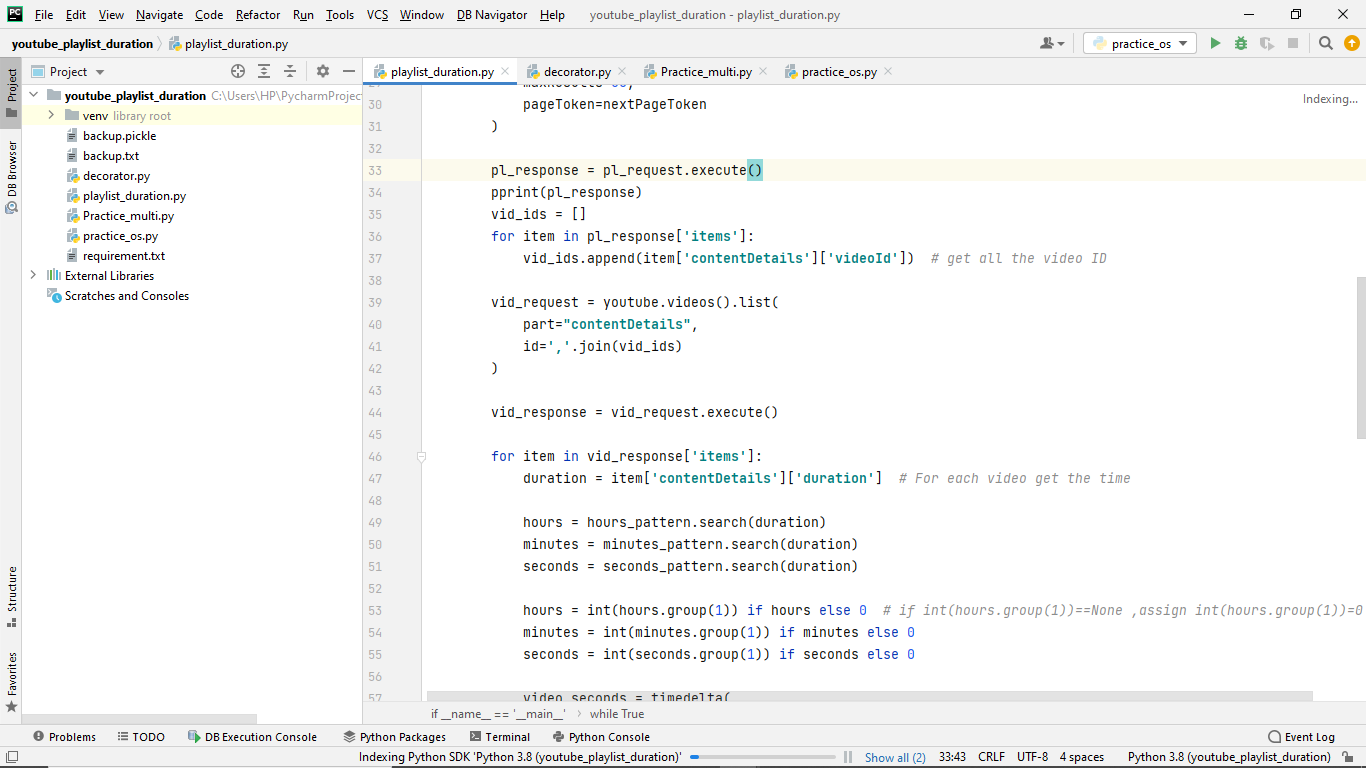 PC File Edit View Navigate Code Refactor Run Tools VCS Window DB Navigator Help youtube_playlist_duration - playlist_duration.py
youtube_playlist_duration playlist_duration.py practice_os
Project
Project
playlist_duration.py decorator.py Practice_multi.py practice_os.py
youtube_playlist_duration C:\Users\HP\PycharmProjec
venv library root
backup.pickle
backup.txt
decorator.py
playlist_duration.py
Practice_multi.py
practice_os.py
requirement.txt
External Libraries
Scratches and Consoles
DB Browser
Structure
Favorites
Indexing...
30 pageToken=nextPageToken
31 )
32
33 pl_response = pl_request.execute()
34 pprint(pl_response)
35 vid_ids = []
36 for item in pl_response['items']:
37 vid_ids.append(item['contentDetails']['videoId']) # get all the video ID
38
39 vid_request = youtube.videos().list(
40 part="contentDetails",
41 id=','.join(vid_ids)
42 )
43
44 vid_response = vid_request.execute()
45
46 for item in vid_response['items']:
47 duration = item['contentDetails']['duration'] # For each video get the time
48
49 hours = hours_pattern.search(duration)
50 minutes = minutes_pattern.search(duration)
51 seconds = seconds_pattern.search(duration)
52
53 hours = int(hours.group(1)) if hours else 0 # if int(hours.group(1))==None ,assign int(hours.group(1))=0
54 minutes = int(minutes.group(1)) if minutes else 0
55 seconds = int(seconds.group(1)) if seconds else 0
56
57 video_seconds = timedelta(
if __name__ == '__main__' while True
Problems TODO DB Execution Console Python Packages Terminal Python Console Event Log
Indexing Python SDK 'Python 3.8 (youtube_playlist_duration)' Show all (2) 33:43 CRLF UTF-8 4 spaces Python 3.8 (youtube_playlist_duration)